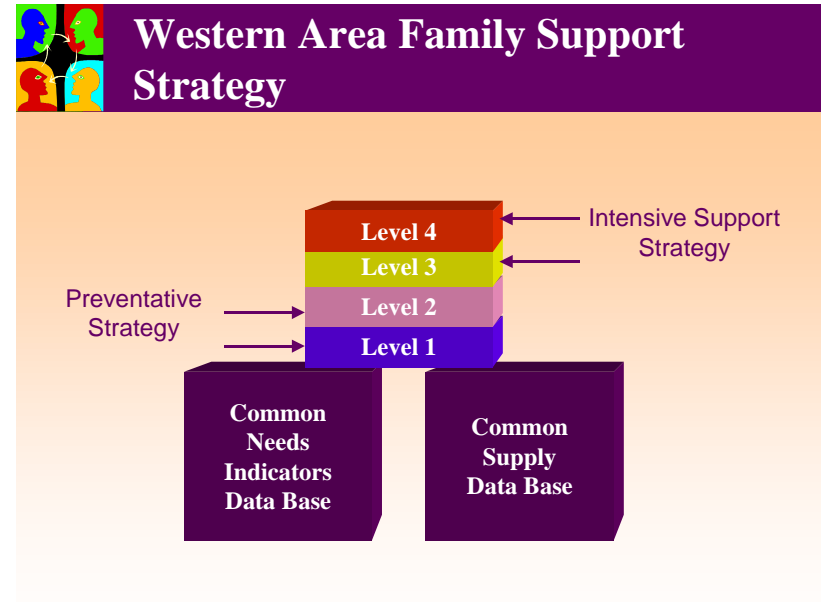 Western Area Family Support
Strategy
Level 4
Intensive Support
Strategy
Level 3
Preventative
Strategy
Level 2
Level 1
Common
Needs
Indicators
Data Base
Common
Supply
Data Base